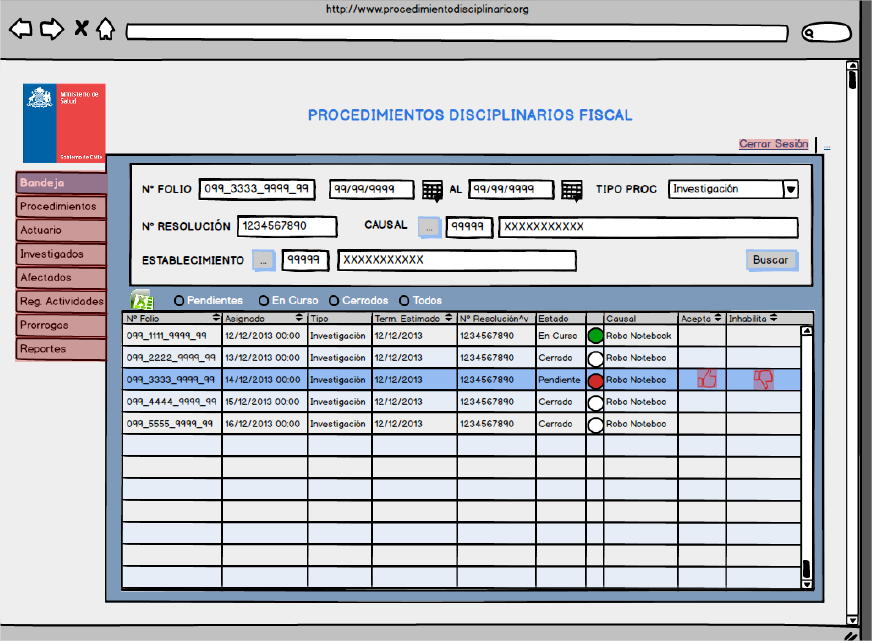 http://www.procedimientodisciplinario.org
Ministerio de
Salud
Gobierno de Chile
PROCEDIMIENTOS DISCIPLINARIOS FISCAL
Cerrar Sesión ...
Bandeja
Procedimientos
Actuario
Investigados
Afectados
Reg. Actividades
Prorrogas
Reportes
N° FOLIO 099_3333_9999_99 99/99/9999 AL 99/99/9999 TIPO PROC Investigación
N° RESOLUCIÓN 1234567890 CAUSAL ... 99999 XXXXXXXXXXX
ESTABLECIMIENTO ... 99999 XXXXXXXXXXX Buscar
Pendientes En Curso Cerrados Todos
N° Folio Asignado Tipo Term. Estimado N° Resolucion^v Estado Causal Acepta Inhabilita
099_1111_9999_99 12/12/2013 00:00 Investigación 12/12/2013 1234567890 En Curso Robo Notebook
099_2222_9999_99 13/12/2013 00:00 Investigación 12/12/2013 1234567890 Cerrado Robo Noteboo
099_3333_9999_99 14/12/2013 00:00 Investigación 12/12/2013 1234567890 Pendiente Robo Noteboo
099_4444_9999_99 15/12/2013 00:00 Investigación 12/12/2013 1234567890 Cerrado Robo Noteboo
099_5555_9999_99 16/12/2013 00:00 Investigación 12/12/2013 1234567890 Cerrado Robo Noteboo